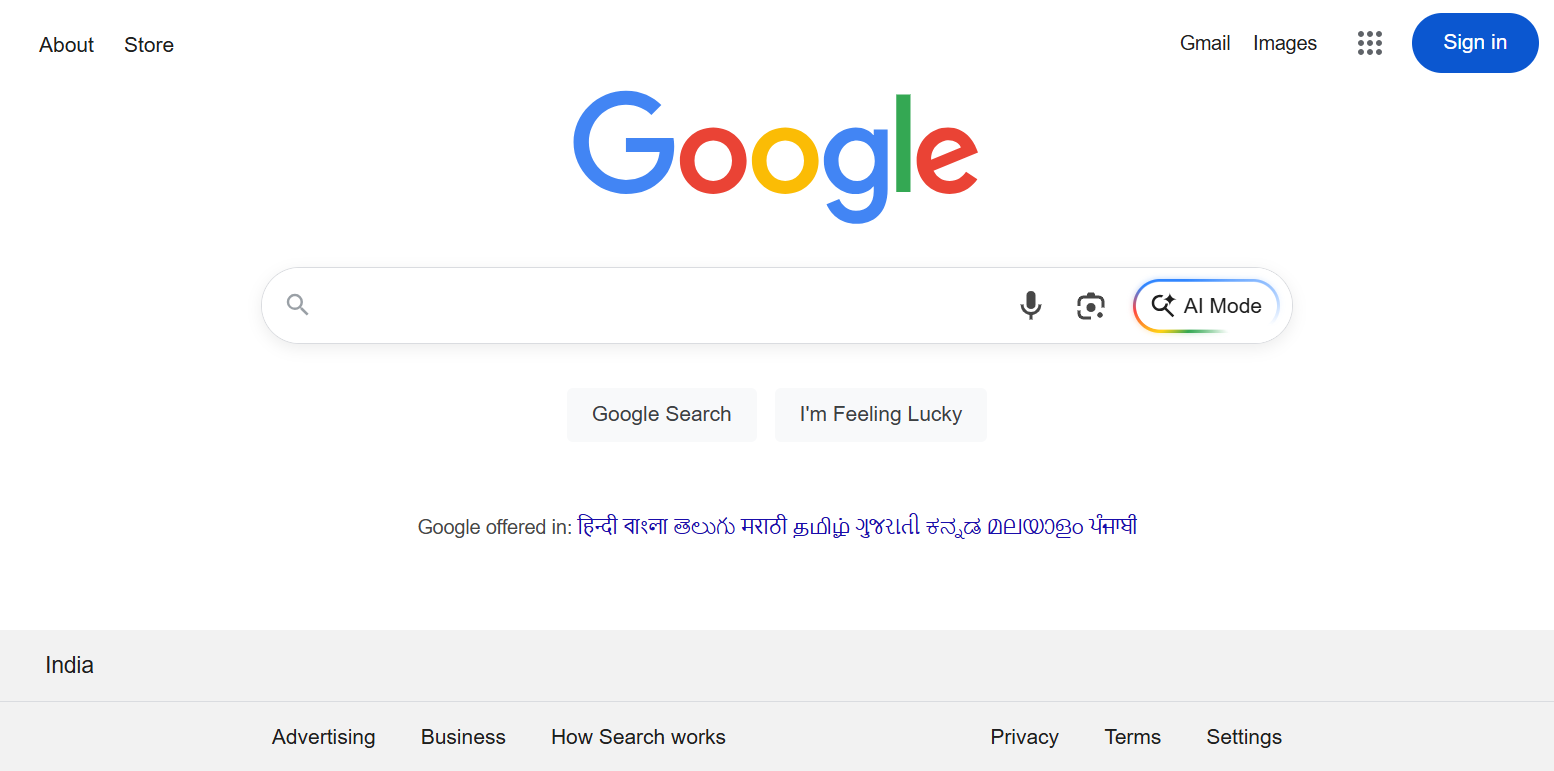 About Store Gmail Images Sign in
Google
AI Mode
Google Search I'm Feeling Lucky
Google offered in: हिन्दी বাংলা తెలుగు मराठी தமிழ் ગુજરાતી ಕನ್ನಡ മലയാളം ਪੰਜਾਬੀ
India
Advertising Business How Search works Privacy Terms Settings